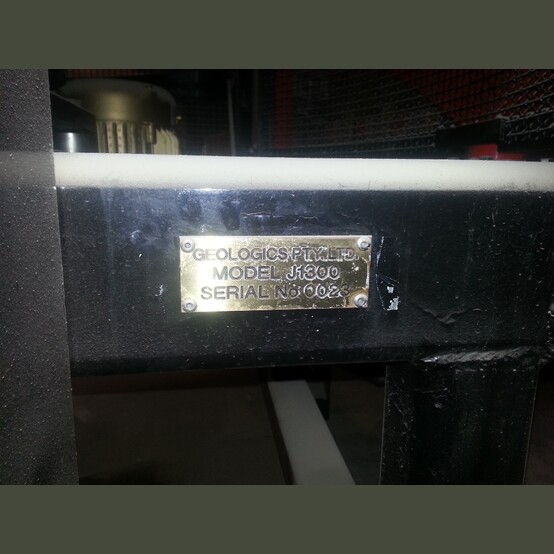 GEOLOGICS PTY. LTD.
MODEL J1300
SERIAL No 0023